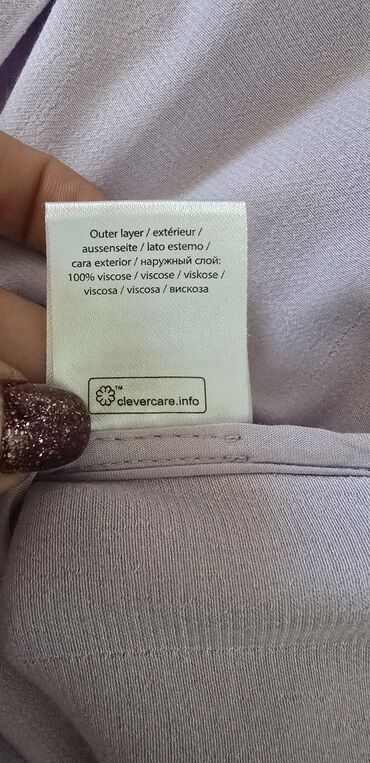 Outer layer / extérieur /
aussenseite / lato estemo /
cara exterior / наружный слой:
100% viscose / viscose / viskose /
viscosa / viscosa / вискоза
™
clevercare.info